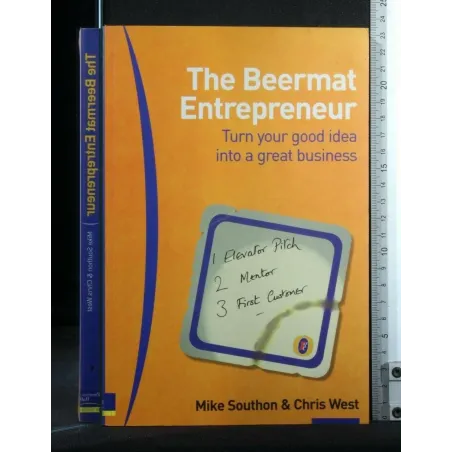 The Beermat
Entrepreneur
Turn your good idea
into a great business
1 Elevator Pitch
2 Mentor
3 First Customer
Mike Southon & Chris West
The Beermat Entrepreneur
Mike Southon & Chris West